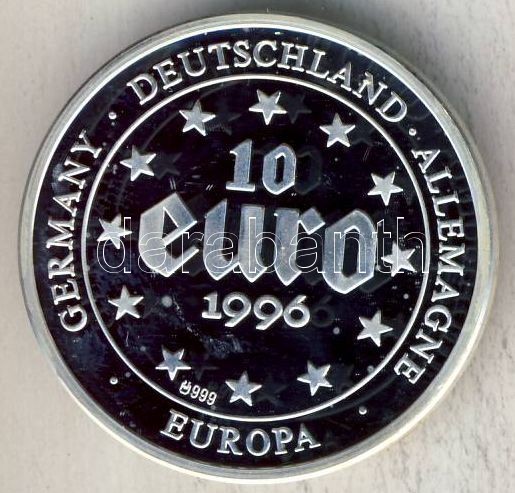 GERMANY · DEUTSCHLAND · ALLEMAGNE
10
euro
1996
999
· EUROPA ·
darabanth